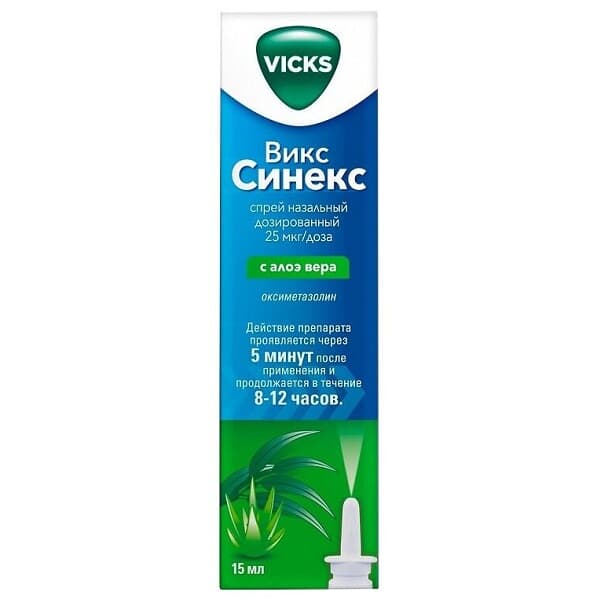 VICKS
Викс
Синекс
спрей назальный
дозированный
25 мкг/доза
с алоэ вера
оксиметазолин
Действие препарата
проявляется через
5 минут после
применения и
продолжается в течение
8-12 часов.
15 мл